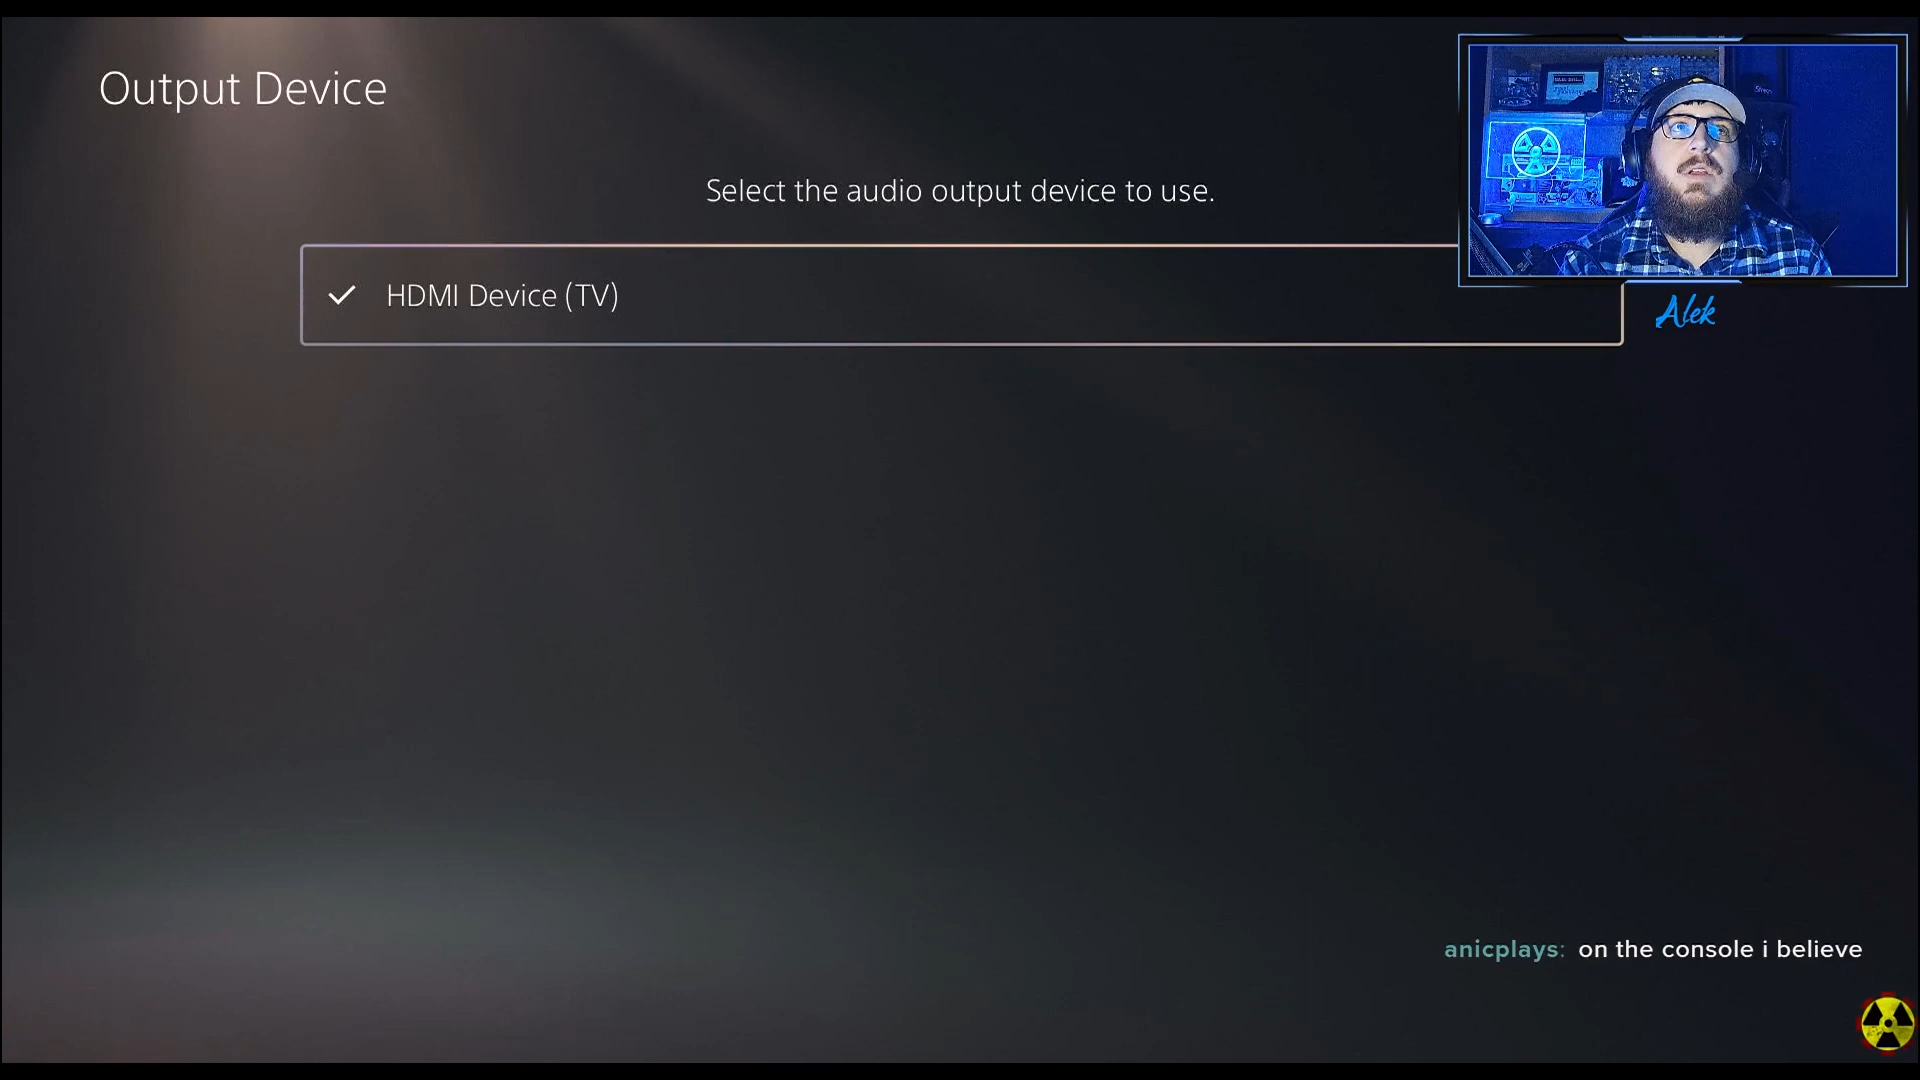 Output Device
Select the audio output device to use.
HDMI Device (TV)
Alek
anicplays: on the console i believe